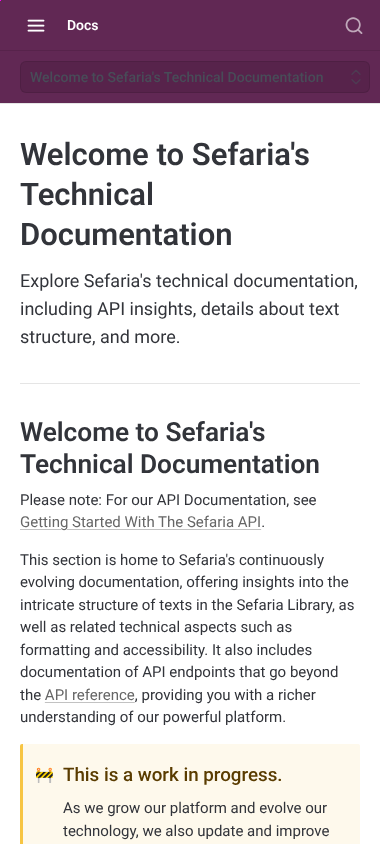 Docs
Welcome to Sefaria's Technical Documentation
Welcome to Sefaria's
Technical
Documentation
Explore Sefaria's technical documentation,
including API insights, details about text
structure, and more.
Welcome to Sefaria's
Technical Documentation
Please note: For our API Documentation, see
Getting Started With The Sefaria API.
This section is home to Sefaria's continuously
evolving documentation, offering insights into the
intricate structure of texts in the Sefaria Library, as
well as related technical aspects such as
formatting and accessibility. It also includes
documentation of API endpoints that go beyond
the API reference, providing you with a richer
understanding of our powerful platform.
🚧 This is a work in progress.
As we grow our platform and evolve our
technology, we also update and improve